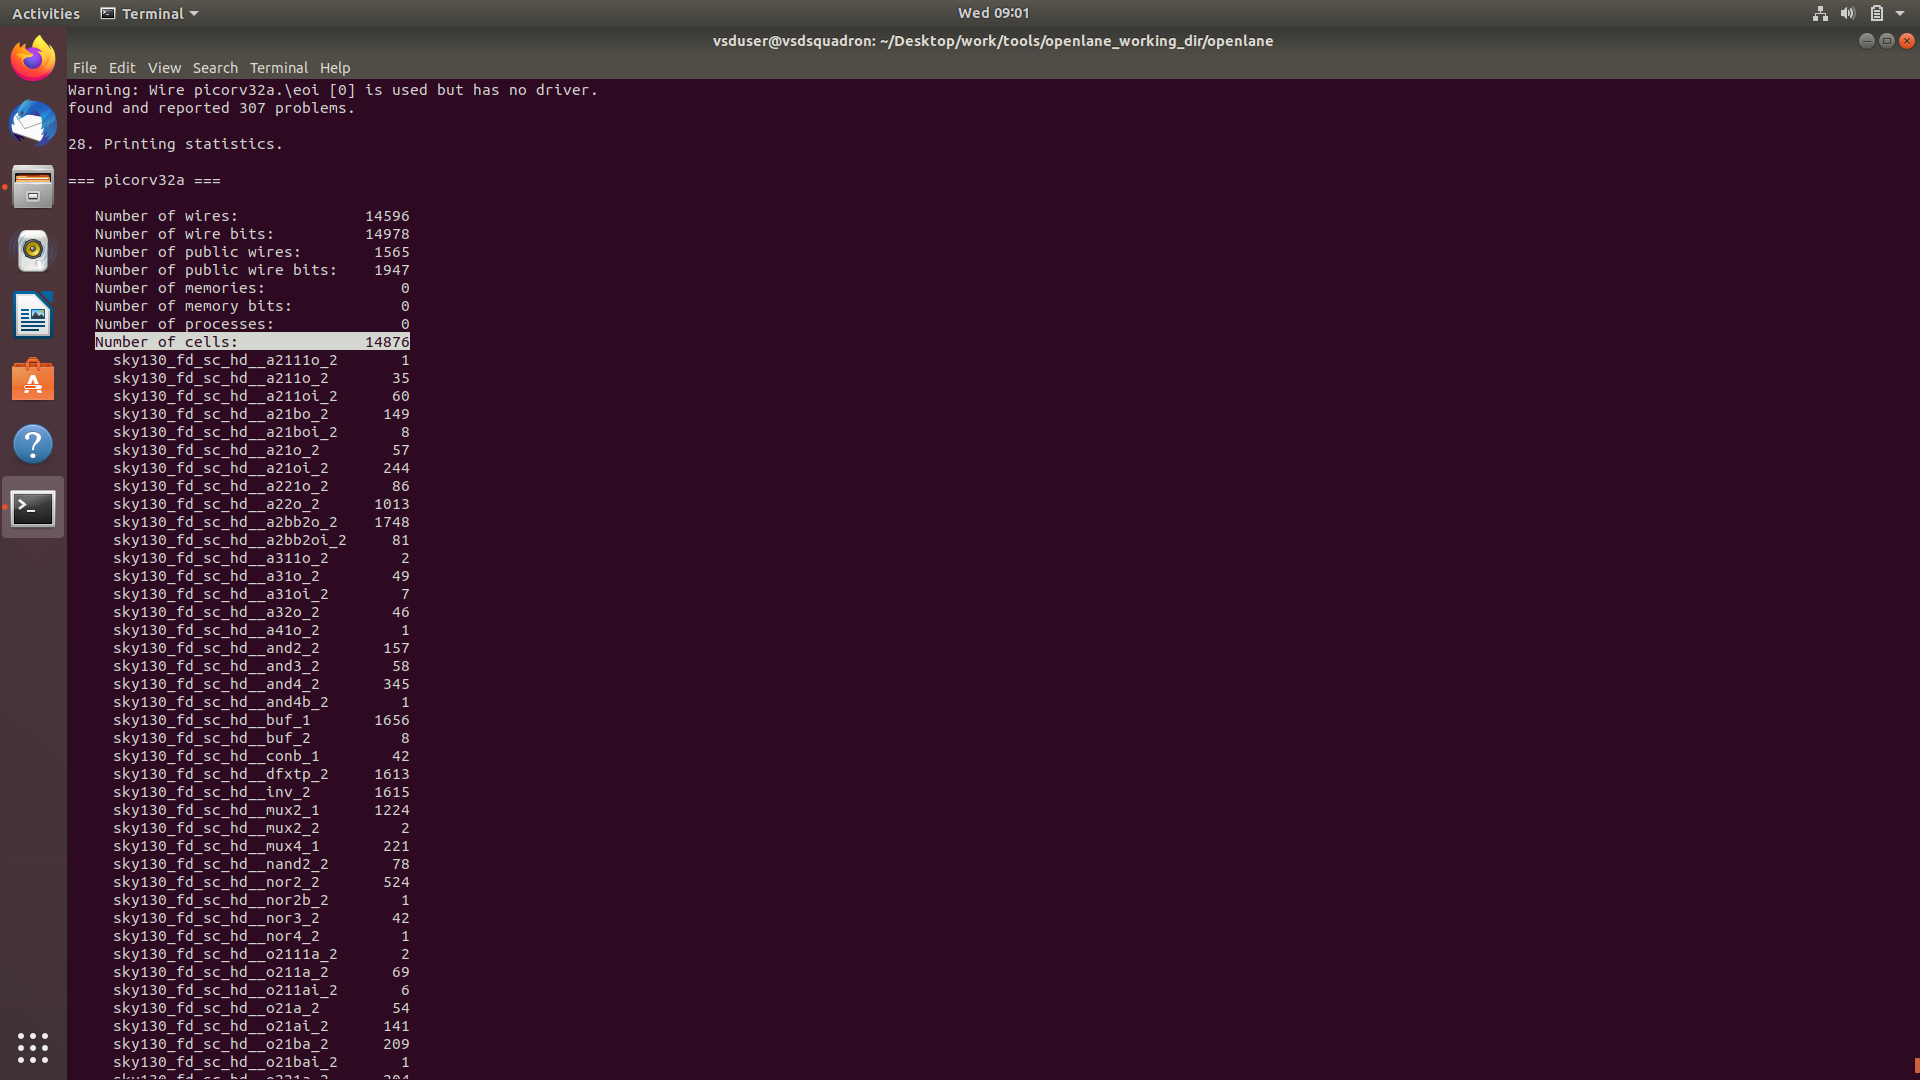 Activities Terminal Wed 09:01
vsduser@vsdsquadron: ~/Desktop/work/tools/openlane_working_dir/openlane
File Edit View Search Terminal Help
Warning: Wire picorv32a.\eoi [0] is used but has no driver.
found and reported 307 problems.
28. Printing statistics.
=== picorv32a ===
Number of wires: 14596
Number of wire bits: 14978
Number of public wires: 1565
Number of public wire bits: 1947
Number of memories: 0
Number of memory bits: 0
Number of processes: 0
Number of cells: 14876
sky130_fd_sc_hd__a2111o_2 1
sky130_fd_sc_hd__a211o_2 35
sky130_fd_sc_hd__a211oi_2 60
sky130_fd_sc_hd__a21bo_2 149
sky130_fd_sc_hd__a21boi_2 8
sky130_fd_sc_hd__a21o_2 57
sky130_fd_sc_hd__a21oi_2 244
sky130_fd_sc_hd__a221o_2 86
sky130_fd_sc_hd__a22o_2 1013
sky130_fd_sc_hd__a2bb2o_2 1748
sky130_fd_sc_hd__a2bb2oi_2 81
sky130_fd_sc_hd__a311o_2 2
sky130_fd_sc_hd__a31o_2 49
sky130_fd_sc_hd__a31oi_2 7
sky130_fd_sc_hd__a32o_2 46
sky130_fd_sc_hd__a41o_2 1
sky130_fd_sc_hd__and2_2 157
sky130_fd_sc_hd__and3_2 58
sky130_fd_sc_hd__and4_2 345
sky130_fd_sc_hd__and4b_2 1
sky130_fd_sc_hd__buf_1 1656
sky130_fd_sc_hd__buf_2 8
sky130_fd_sc_hd__conb_1 42
sky130_fd_sc_hd__dfxtp_2 1613
sky130_fd_sc_hd__inv_2 1615
sky130_fd_sc_hd__mux2_1 1224
sky130_fd_sc_hd__mux2_2 2
sky130_fd_sc_hd__mux4_1 221
sky130_fd_sc_hd__nand2_2 78
sky130_fd_sc_hd__nor2_2 524
sky130_fd_sc_hd__nor2b_2 1
sky130_fd_sc_hd__nor3_2 42
sky130_fd_sc_hd__nor4_2 1
sky130_fd_sc_hd__o2111a_2 2
sky130_fd_sc_hd__o211a_2 69
sky130_fd_sc_hd__o211ai_2 6
sky130_fd_sc_hd__o21a_2 54
sky130_fd_sc_hd__o21ai_2 141
sky130_fd_sc_hd__o21ba_2 209
sky130_fd_sc_hd__o21bai_2 1